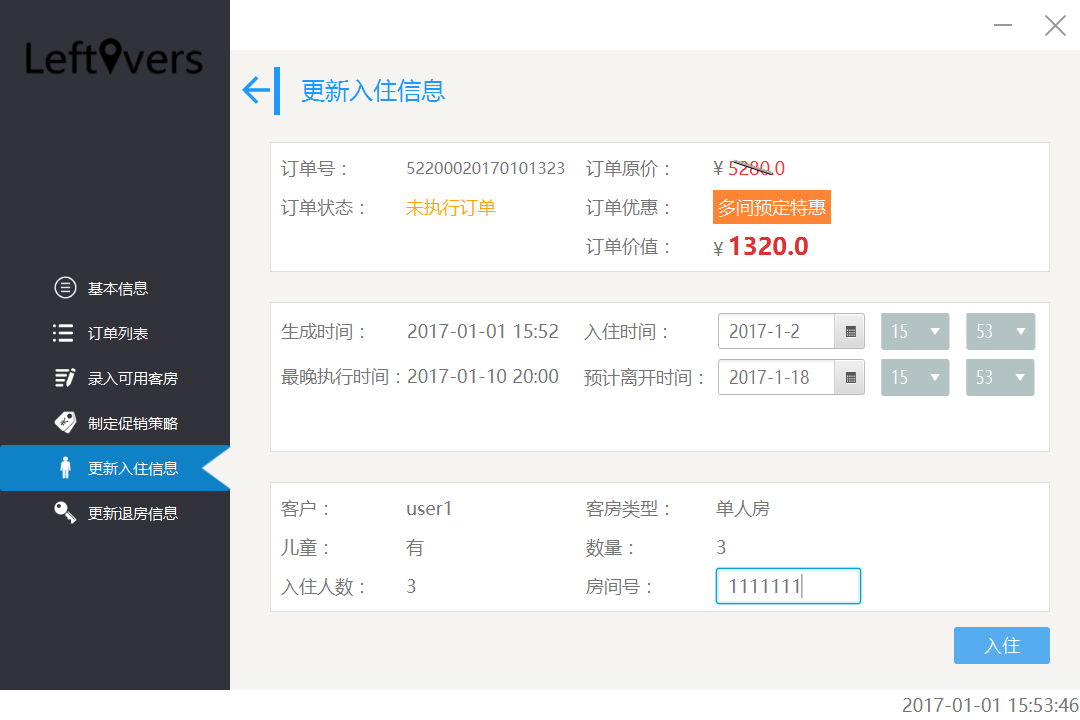 Leftovers
更新入住信息
订单号： 52200020170101323 订单原价： ¥ 5280.0
订单状态： 未执行订单 订单优惠： 多间预定特惠
订单价值： ¥ 1320.0
基本信息
订单列表
录入可用客房
制定促销策略
更新入住信息
更新退房信息
生成时间： 2017-01-01 15:52 入住时间： 2017-1-2 15 53
最晚执行时间：2017-01-10 20:00 预计离开时间： 2017-1-18 15 53
客户： user1 客房类型： 单人房
儿童： 有 数量： 3
入住人数： 3 房间号： 1111111
入住
2017-01-01 15:53:46